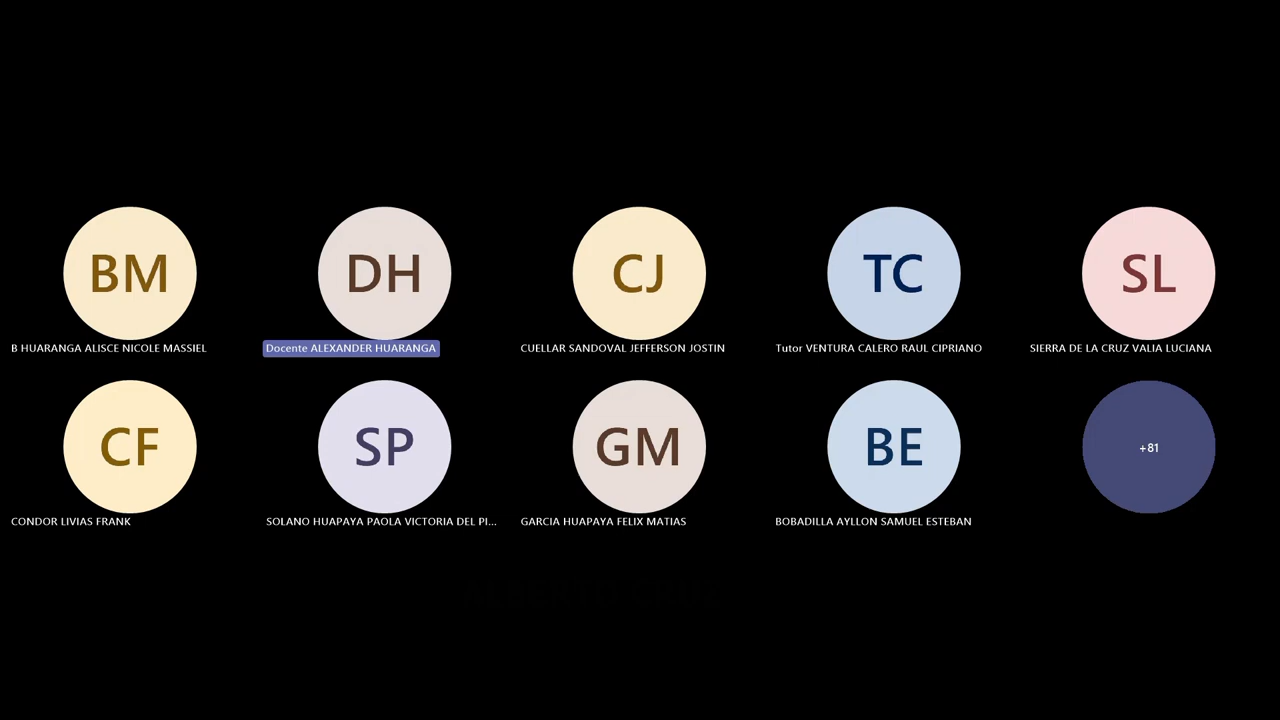 BM
DH
CJ
TC
SL
B HUARANGA ALISCE NICOLE MASSIEL
Docente ALEXANDER HUARANGA
CUELLAR SANDOVAL JEFFERSON JOSTIN
Tutor VENTURA CALERO RAUL CIPRIANO
SIERRA DE LA CRUZ VALIA LUCIANA
CF
SP
GM
BE
+81
CONDOR LIVIAS FRANK
SOLANO HUAPAYA PAOLA VICTORIA DEL PI...
GARCIA HUAPAYA FELIX MATIAS
BOBADILLA AYLLON SAMUEL ESTEBAN